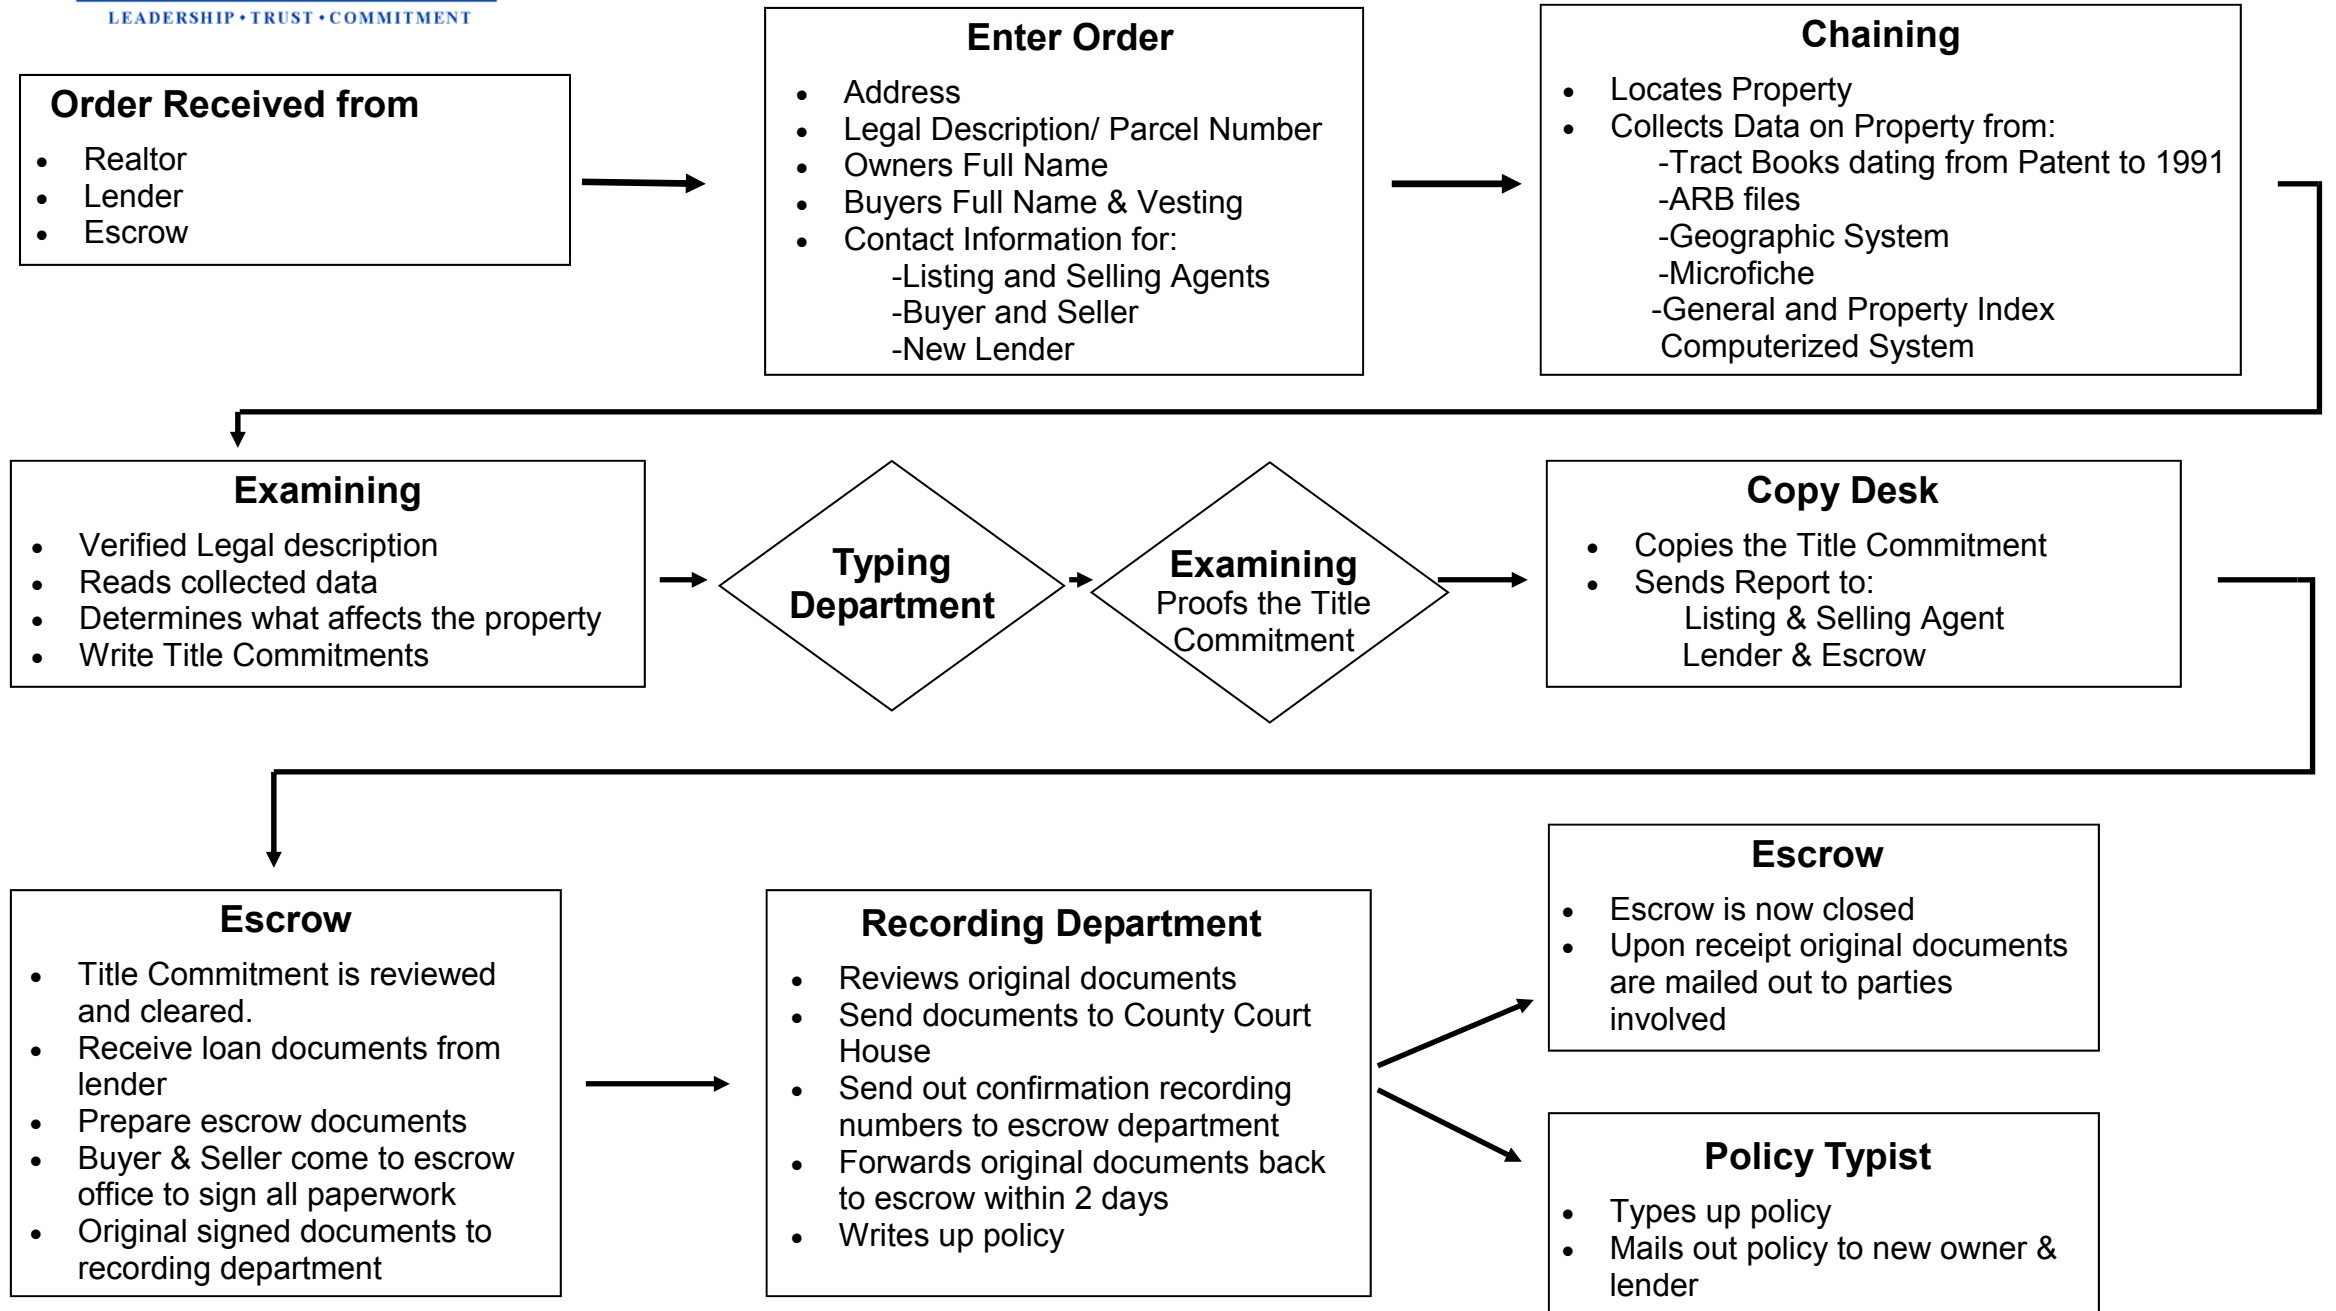 LEADERSHIP • TRUST • COMMITMENT
Order Received from
• Realtor
• Lender
• Escrow
Enter Order
• Address
• Legal Description/ Parcel Number
• Owners Full Name
• Buyers Full Name & Vesting
• Contact Information for:
-Listing and Selling Agents
-Buyer and Seller
-New Lender
Chaining
• Locates Property
• Collects Data on Property from:
-Tract Books dating from Patent to 1991
-ARB files
-Geographic System
-Microfiche
-General and Property Index
Computerized System
Examining
• Verified Legal description
• Reads collected data
• Determines what affects the property
• Write Title Commitments
Typing
Department
Examining
Proofs the Title
Commitment
Copy Desk
• Copies the Title Commitment
• Sends Report to:
Listing & Selling Agent
Lender & Escrow
Escrow
• Title Commitment is reviewed
and cleared.
• Receive loan documents from
lender
• Prepare escrow documents
• Buyer & Seller come to escrow
office to sign all paperwork
• Original signed documents to
recording department
Recording Department
• Reviews original documents
• Send documents to County Court
House
• Send out confirmation recording
numbers to escrow department
• Forwards original documents back
to escrow within 2 days
• Writes up policy
Escrow
• Escrow is now closed
• Upon receipt original documents
are mailed out to parties
involved
Policy Typist
• Types up policy
• Mails out policy to new owner &
lender